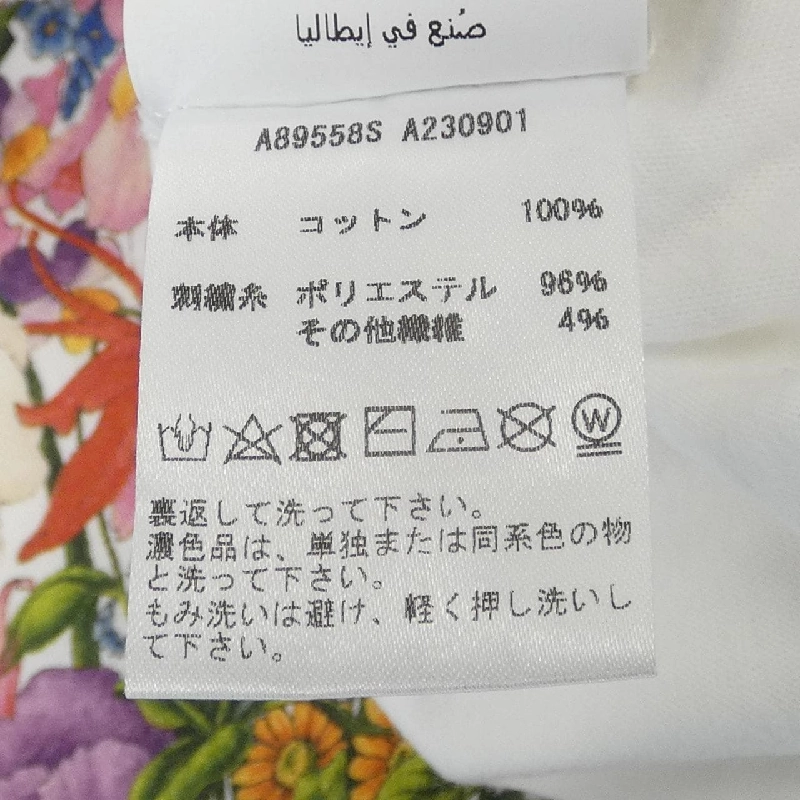 صُنع في إيطاليا
A89558S A230901
本体 コットン 100%
刺繍糸 ポリエステル 96%
その他繊維 4%
W
裏返して洗って下さい。
濃色品は、単独または同系色の物
と洗って下さい。
もみ洗いは避け、軽く押し洗いし
て下さい。